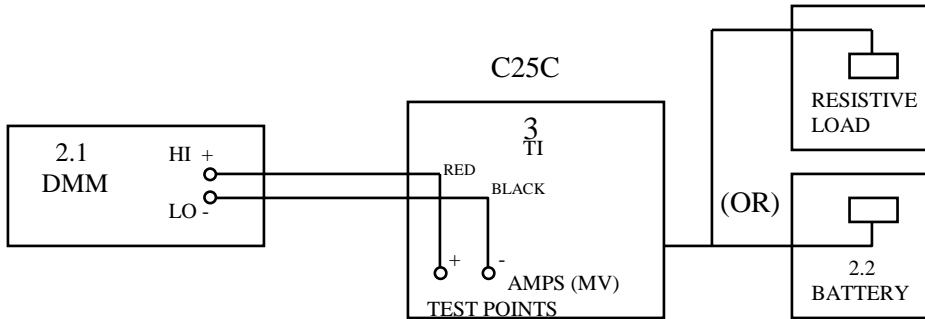 C25C
2.1
DMM
HI +
LO -
3
TI
RED
BLACK
+
-
AMPS (MV)
TEST POINTS
(OR)
RESISTIVE
LOAD
2.2
BATTERY